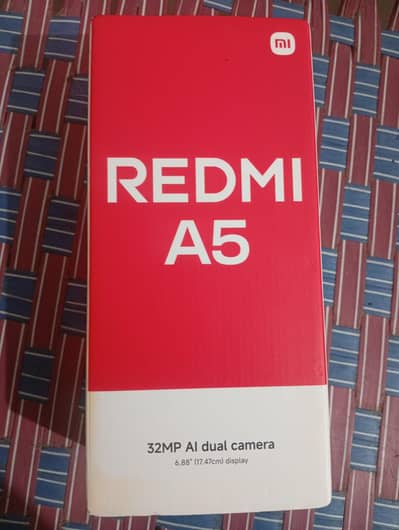 mi
REDMI
A5
32MP AI dual camera
6.88" (17.47cm) display